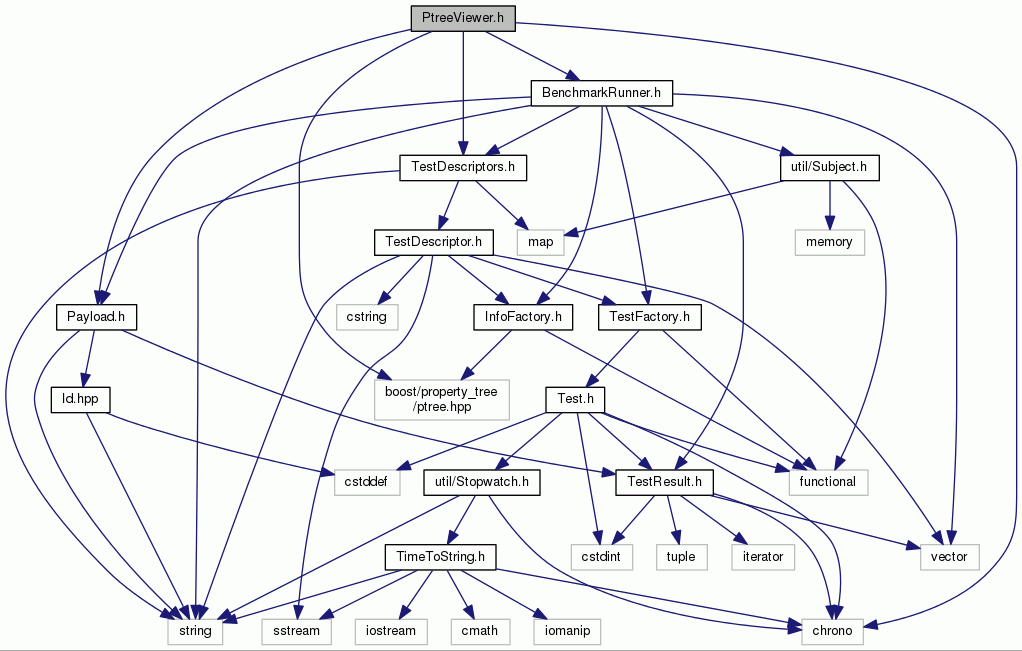 PtreeViewer.h
BenchmarkRunner.h
TestDescriptors.h
util/Subject.h
TestDescriptor.h
map
memory
Payload.h
cstring
InfoFactory.h
TestFactory.h
Id.hpp
boost/property_tree
/ptree.hpp
Test.h
cstddef
util/Stopwatch.h
TestResult.h
functional
TimeToString.h
cstdint
tuple
iterator
vector
string
sstream
iostream
cmath
iomanip
chrono